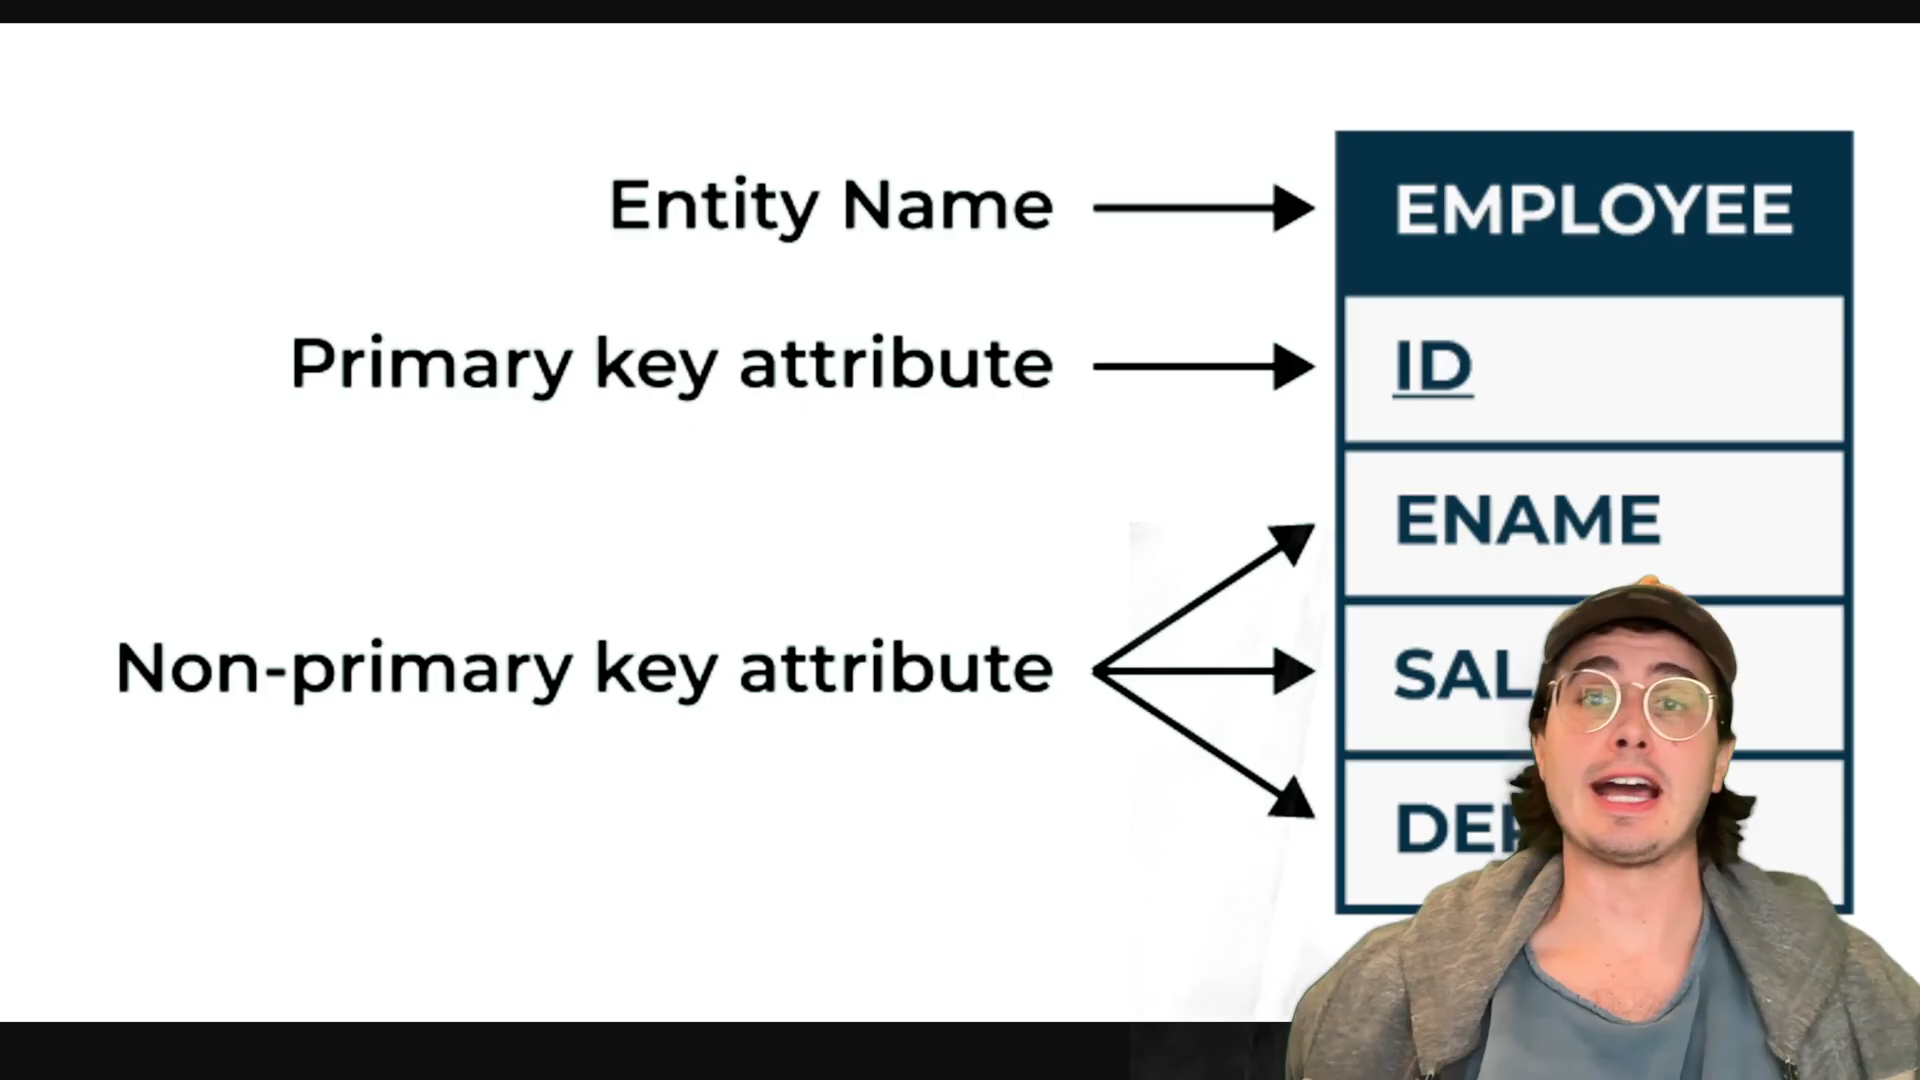 Entity Name
EMPLOYEE
Primary key attribute
ID
ENAME
Non-primary key attribute